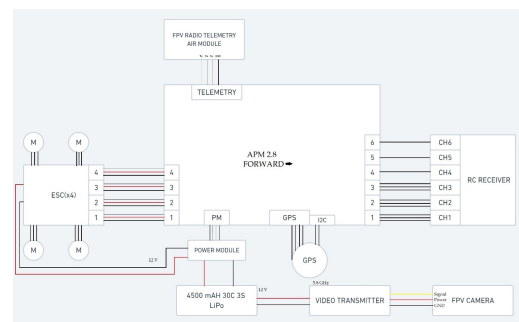 FPV RADIO TELEMETRY
AIR MODULE
TELEMETRY
M
M
APM 2.8
FORWARD
ESC(x4)
4
3
2
1
4
3
2
1
6
5
4
3
2
1
CH6
CH5
CH4
CH3
CH2
CH1
RC RECEIVER
M
M
PM
GPS
I2C
12 V
POWER MODULE
GPS
5.8 GHz
4500 mAH 30C 3S
LiPo
12 V
VIDEO TRANSMITTER
Signal
Power
GND
FPV CAMERA